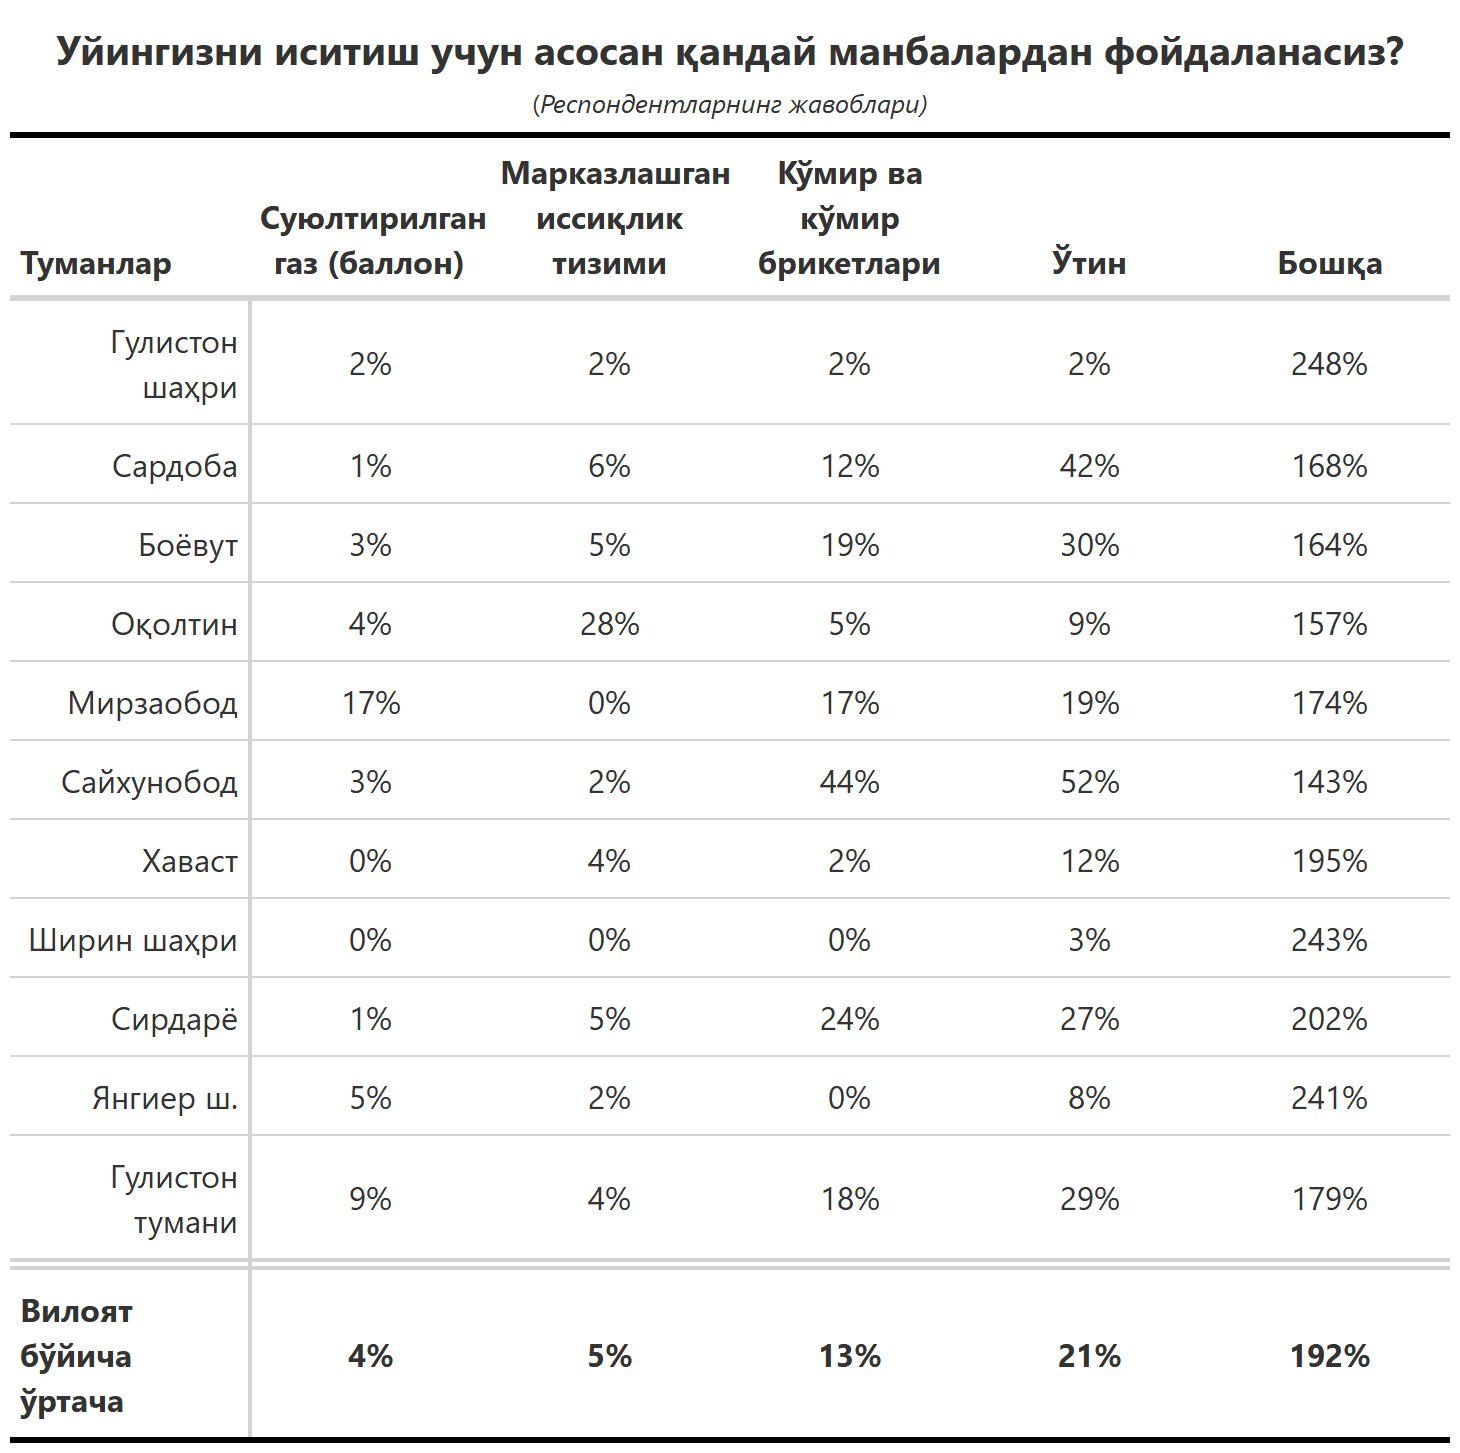 Уйингизни иситиш учун асосан қандай манбалардан фойдаланасиз?
(Респондентларнинг жавоблари)
Туманлар Суюлтирилган газ (баллон) Марказлашган иссиқлик тизими Кўмир ва кўмир брикетлари Ўтин Бошқа
Гулистон шаҳри 2% 2% 2% 2% 248%
Сардоба 1% 6% 12% 42% 168%
Боёвут 3% 5% 19% 30% 164%
Оқолтин 4% 28% 5% 9% 157%
Мирзаобод 17% 0% 17% 19% 174%
Сайхунобод 3% 2% 44% 52% 143%
Хаваст 0% 4% 2% 12% 195%
Ширин шаҳри 0% 0% 0% 3% 243%
Сирдарё 1% 5% 24% 27% 202%
Янгиер ш. 5% 2% 0% 8% 241%
Гулистон тумани 9% 4% 18% 29% 179%
Вилоят бўйича ўртача 4% 5% 13% 21% 192%